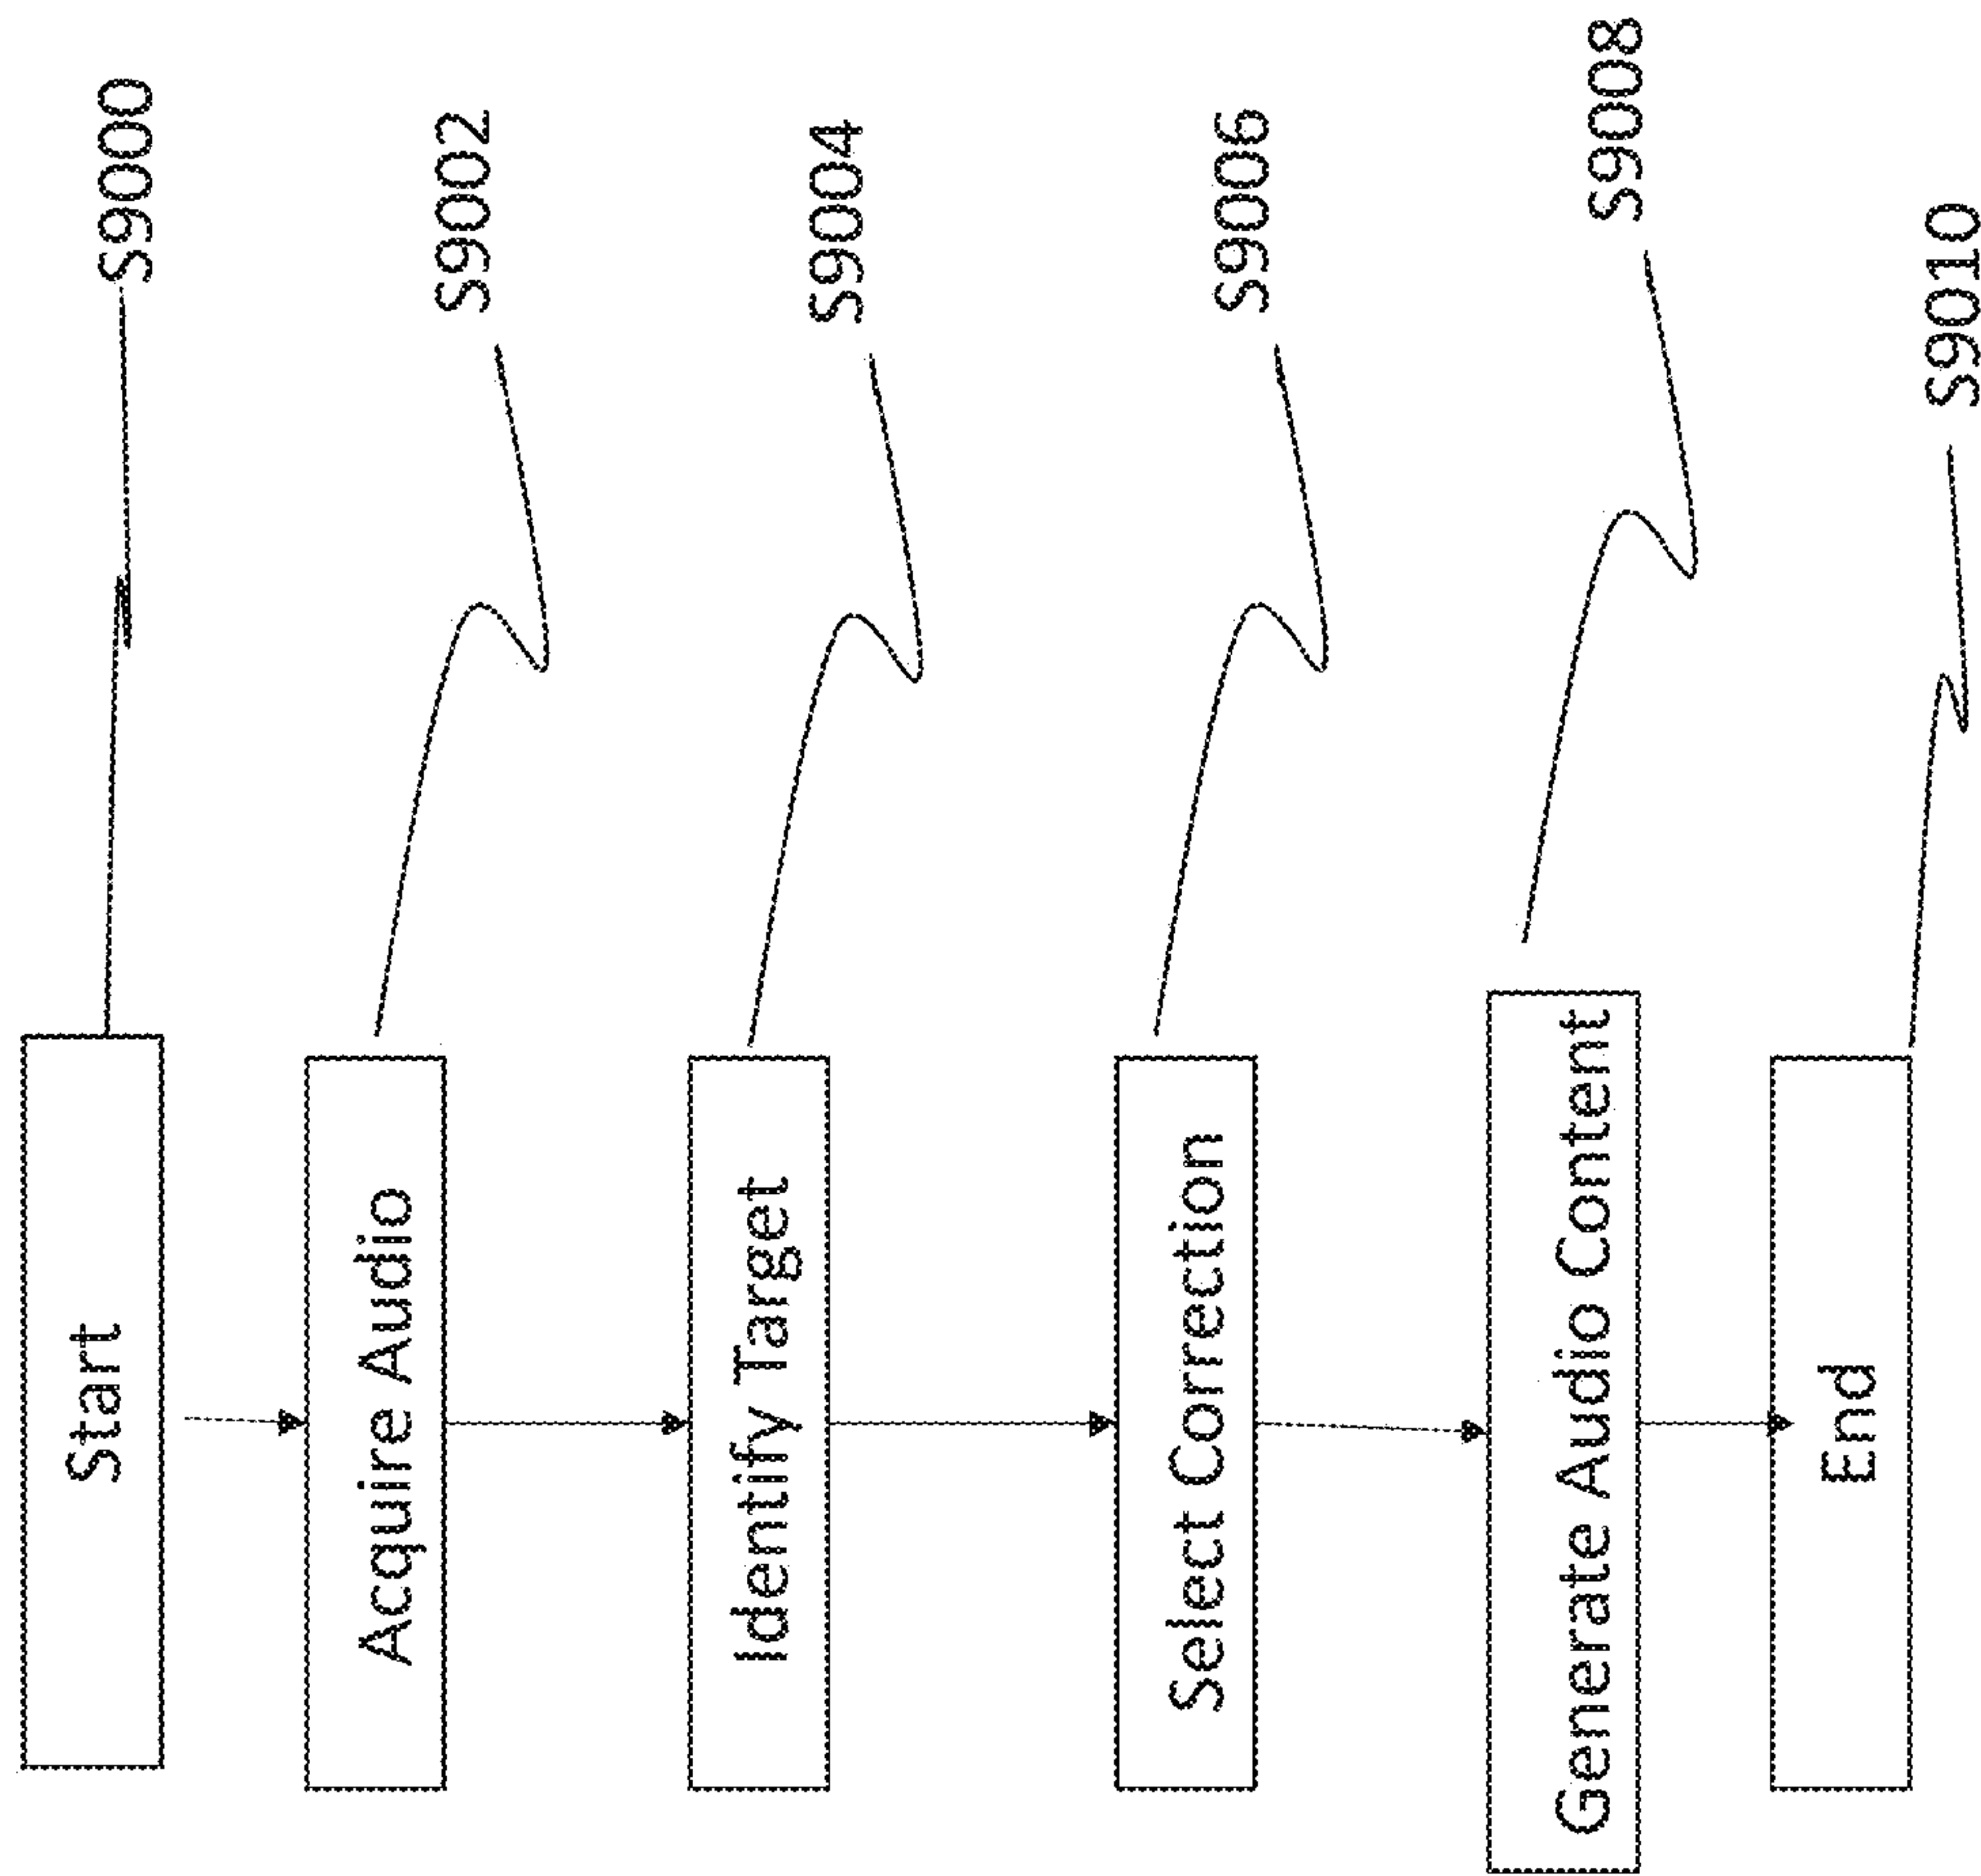 Start
S9000
Acquire Audio
S9002
Identify Target
S9004
Select Correction
S9006
Generate Audio Content
S9008
End
S9010